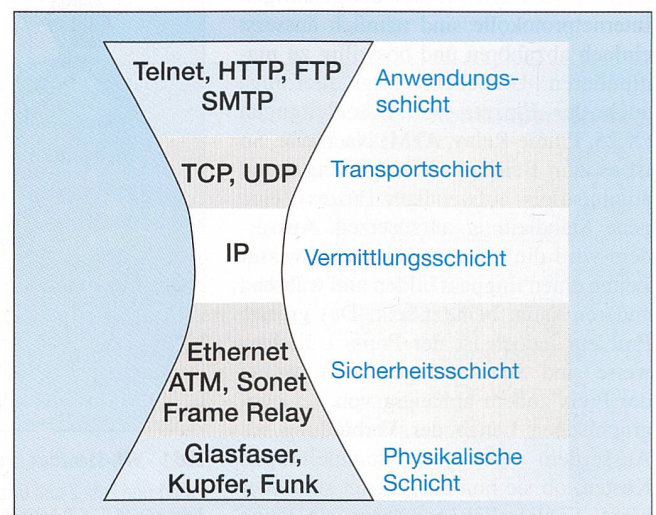 Telnet, HTTP, FTP
SMTP
Anwendungs-
schicht
TCP, UDP
Transportschicht
IP
Vermittlungsschicht
Ethernet
ATM, Sonet
Frame Relay
Sicherheitsschicht
Glasfaser,
Kupfer, Funk
Physikalische
Schicht